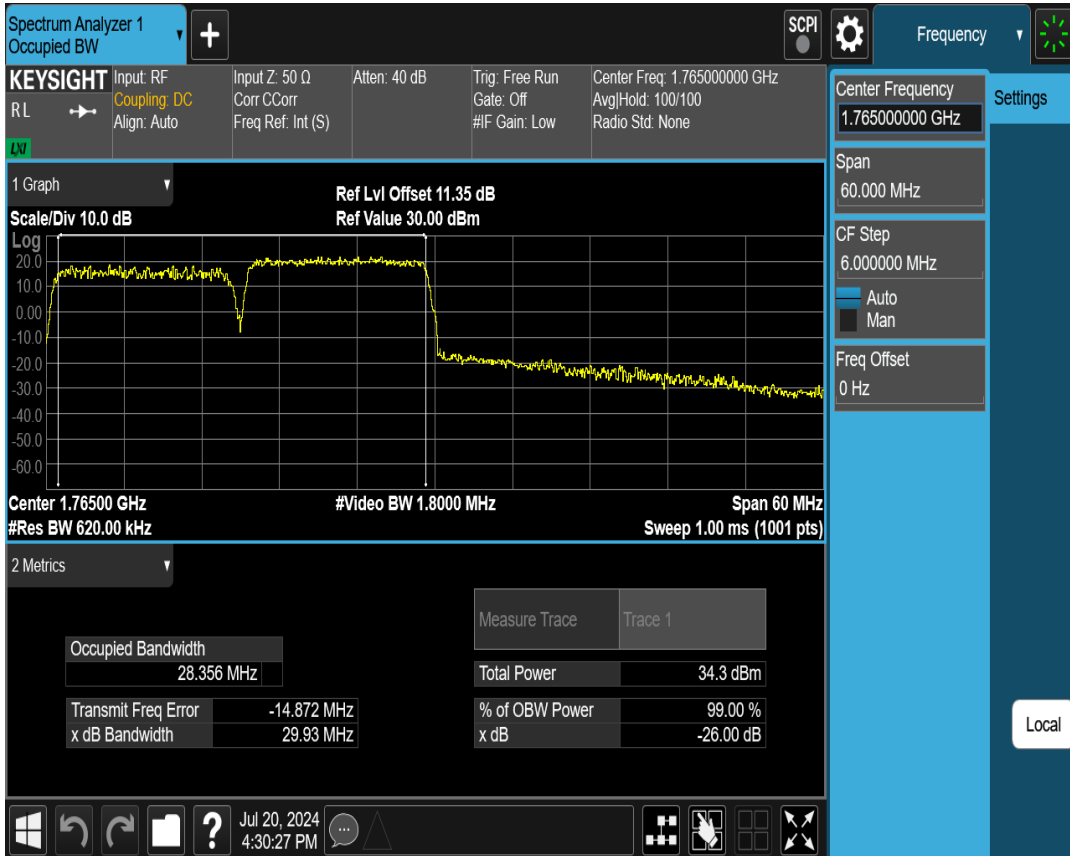 Spectrum Analyzer 1
Occupied BW
+
SCPI
Frequency
KEYSIGHT
R L
LXI
Input: RF
Coupling: DC
Align: Auto
Input Z: 50 Ω
Corr CCorr
Freq Ref: Int (S)
Atten: 40 dB
Trig: Free Run
Gate: Off
#IF Gain: Low
Center Freq: 1.765000000 GHz
Avg|Hold: 100/100
Radio Std: None
Center Frequency
1.765000000 GHz
Settings
Span
60.000 MHz
CF Step
6.000000 MHz
Auto
Man
Freq Offset
0 Hz
Local
1 Graph
Scale/Div 10.0 dB
Ref Lvl Offset 11.35 dB
Ref Value 30.00 dBm
Log
20.0
10.0
0.00
-10.0
-20.0
-30.0
-40.0
-50.0
-60.0
Center 1.76500 GHz
#Video BW 1.8000 MHz
Span 60 MHz
#Res BW 620.00 kHz
Sweep 1.00 ms (1001 pts)
2 Metrics
Measure Trace Trace 1
Occupied Bandwidth
28.356 MHz
Total Power 34.3 dBm
Transmit Freq Error -14.872 MHz
% of OBW Power 99.00 %
x dB Bandwidth 29.93 MHz
x dB -26.00 dB
?
Jul 20, 2024
4:30:27 PM